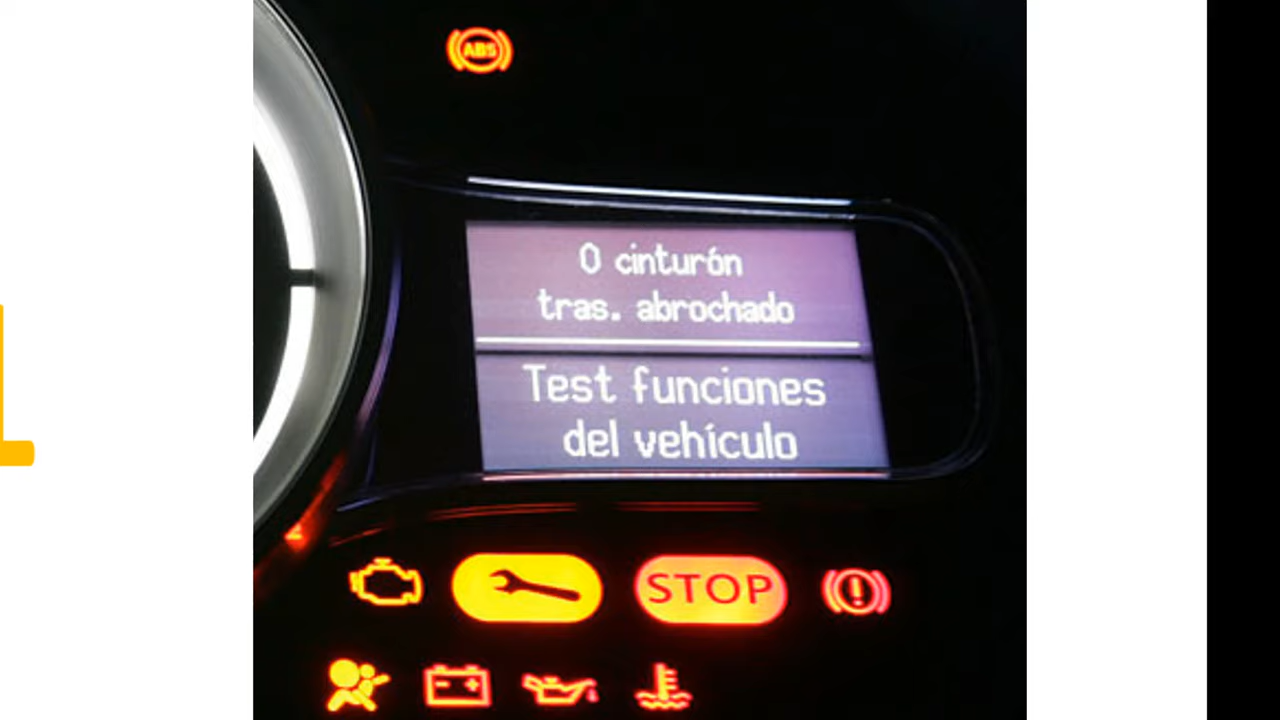 ABS
0 cinturón
tras. abrochado
Test funciones
del vehículo
STOP